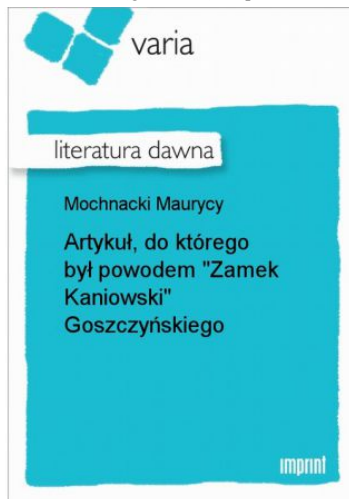 varia
literatura dawna
Mochnacki Maurycy
Artykuł, do którego
był powodem "Zamek
Kaniowski"
Goszczyńskiego
imprint